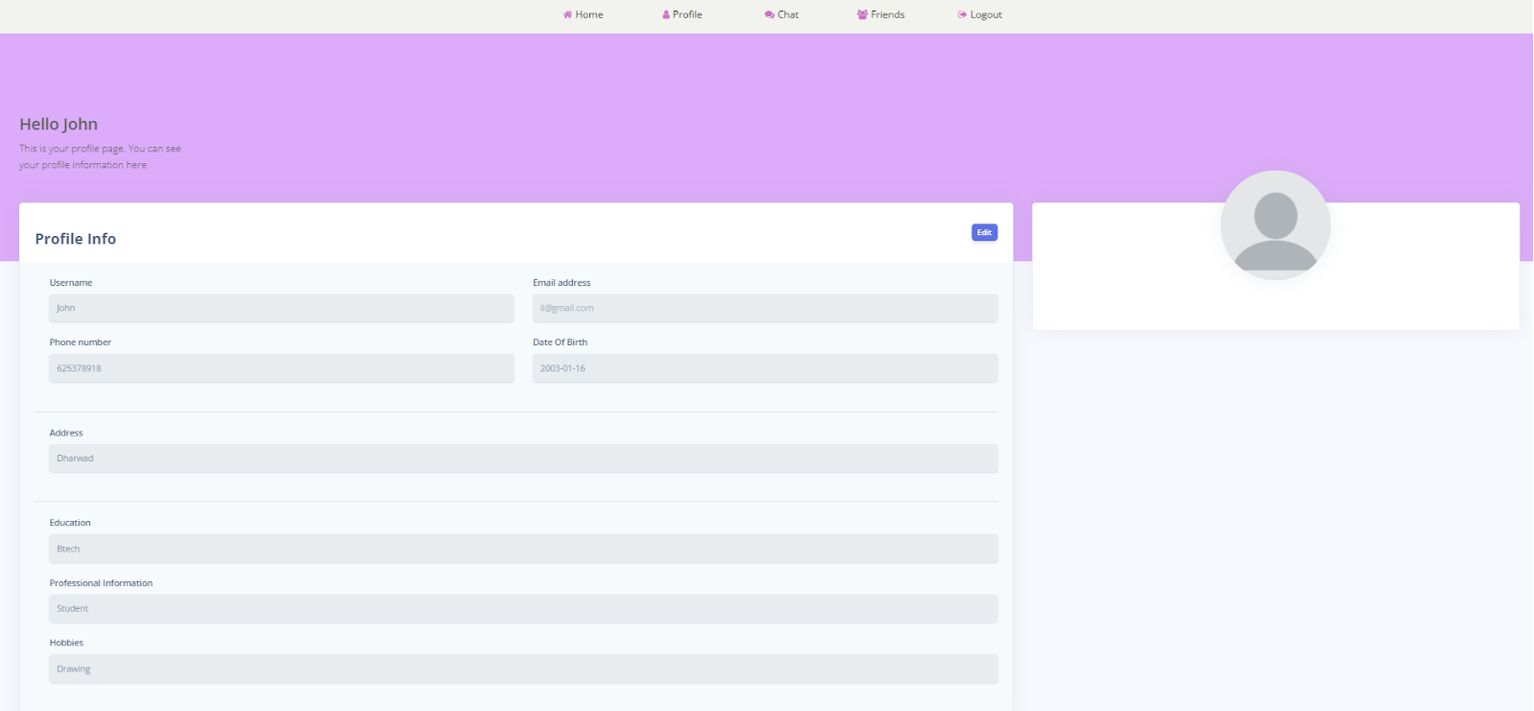 Home Profile Chat Friends Logout
Hello John
This is your profile page. You can see
your profile information here
Profile Info
Edit
Username
John
Email address
ll@gmail.com
Phone number
625378918
Date Of Birth
2003-01-16
Address
Dharwad
Education
Btech
Professional Information
Student
Hobbies
Drawing